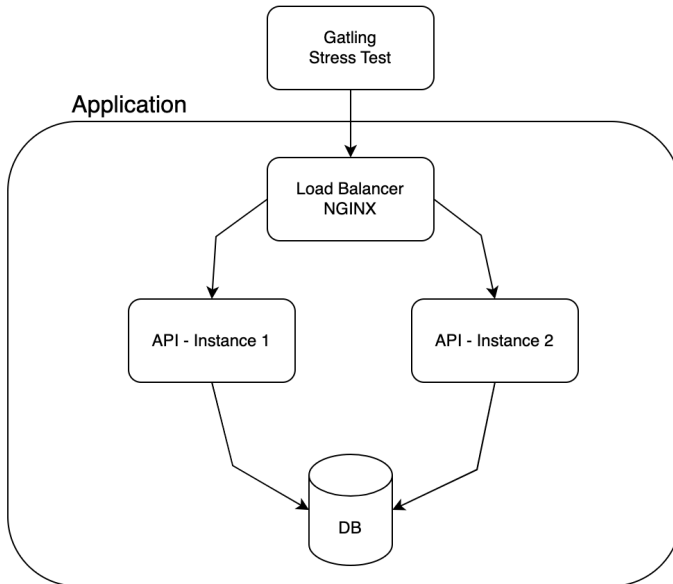 Gatling
Stress Test
Application
Load Balancer
NGINX
API - Instance 1
API - Instance 2
DB